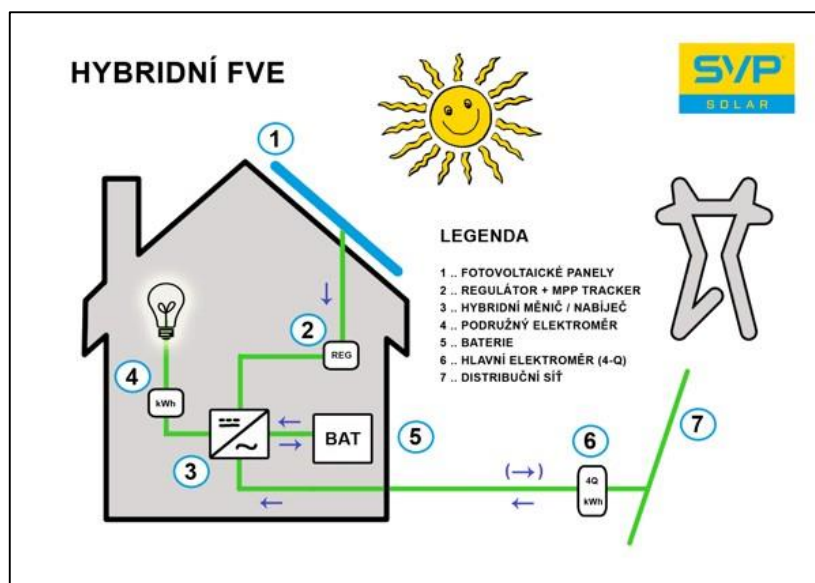 HYBRIDNÍ FVE
SVP
SOLAR
1
LEGENDA
1 .. FOTOVOLTAICKÉ PANELY
2 .. REGULÁTOR + MPP TRACKER
3 .. HYBRIDNÍ MĚNIČ / NABÍJEČ
4 .. PODRUŽNÝ ELEKTROMĚR
5 .. BATERIE
6 .. HLAVNÍ ELEKTROMĚR (4-Q)
7 .. DISTRIBUČNÍ SÍŤ
2
REG
4
kWh
BAT
3
5
6
7
4Q
kWh